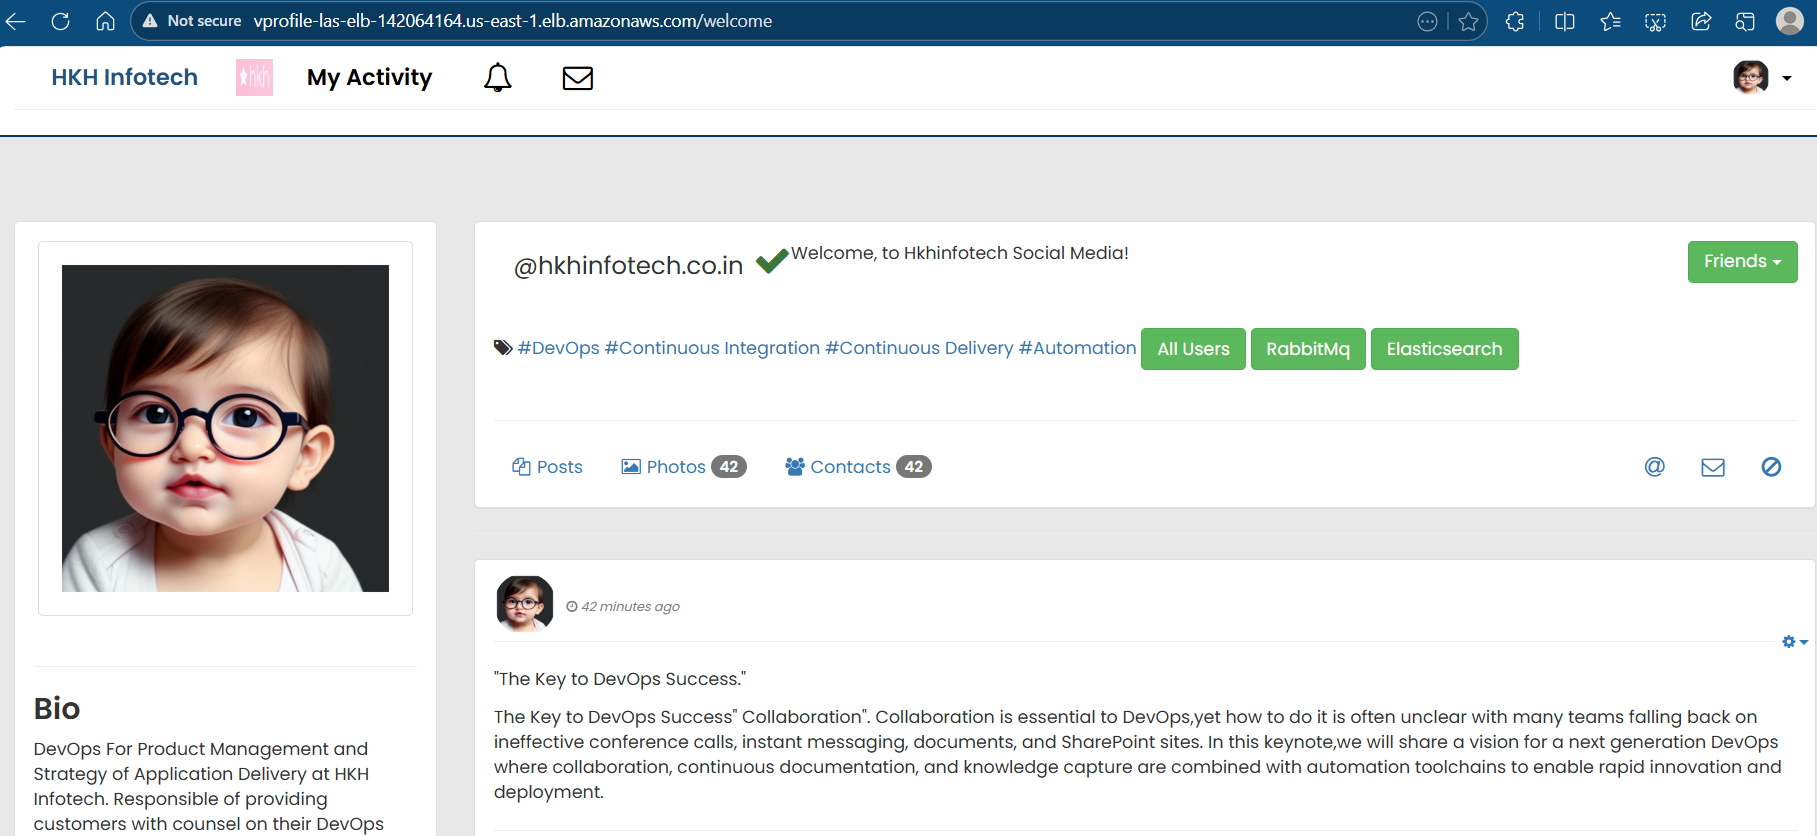 Not secure vprofile-las-elb-142064164.us-east-1.elb.amazonaws.com/welcome
HKH Infotech hkh My Activity
@hkhinfotech.co.in Welcome, to Hkhinfotech Social Media! Friends
#DevOps #Continuous Integration #Continuous Delivery #Automation All Users RabbitMq Elasticsearch
Posts Photos 42 Contacts 42
42 minutes ago
"The Key to DevOps Success."
The Key to DevOps Success" Collaboration". Collaboration is essential to DevOps,yet how to do it is often unclear with many teams falling back on
ineffective conference calls, instant messaging, documents, and SharePoint sites. In this keynote,we will share a vision for a next generation DevOps
where collaboration, continuous documentation, and knowledge capture are combined with automation toolchains to enable rapid innovation and
deployment.
Bio
DevOps For Product Management and
Strategy of Application Delivery at HKH
Infotech. Responsible of providing
customers with counsel on their DevOps